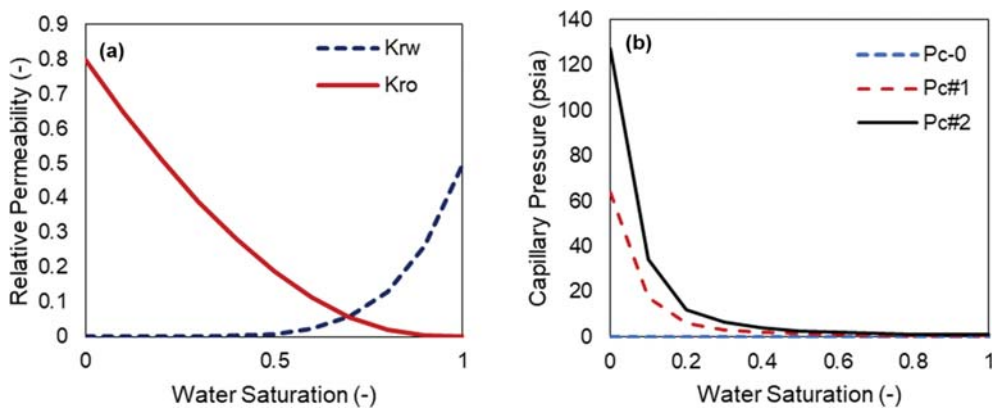 (a)
Krw
Kro
Relative Permeability (-)
0.9
0.8
0.7
0.6
0.5
0.4
0.3
0.2
0.1
0
0
0.5
1
Water Saturation (-)
(b)
Pc-0
Pc#1
Pc#2
Capillary Pressure (psia)
140
120
100
80
60
40
20
0
0
0.2
0.4
0.6
0.8
1
Water Saturation (-)